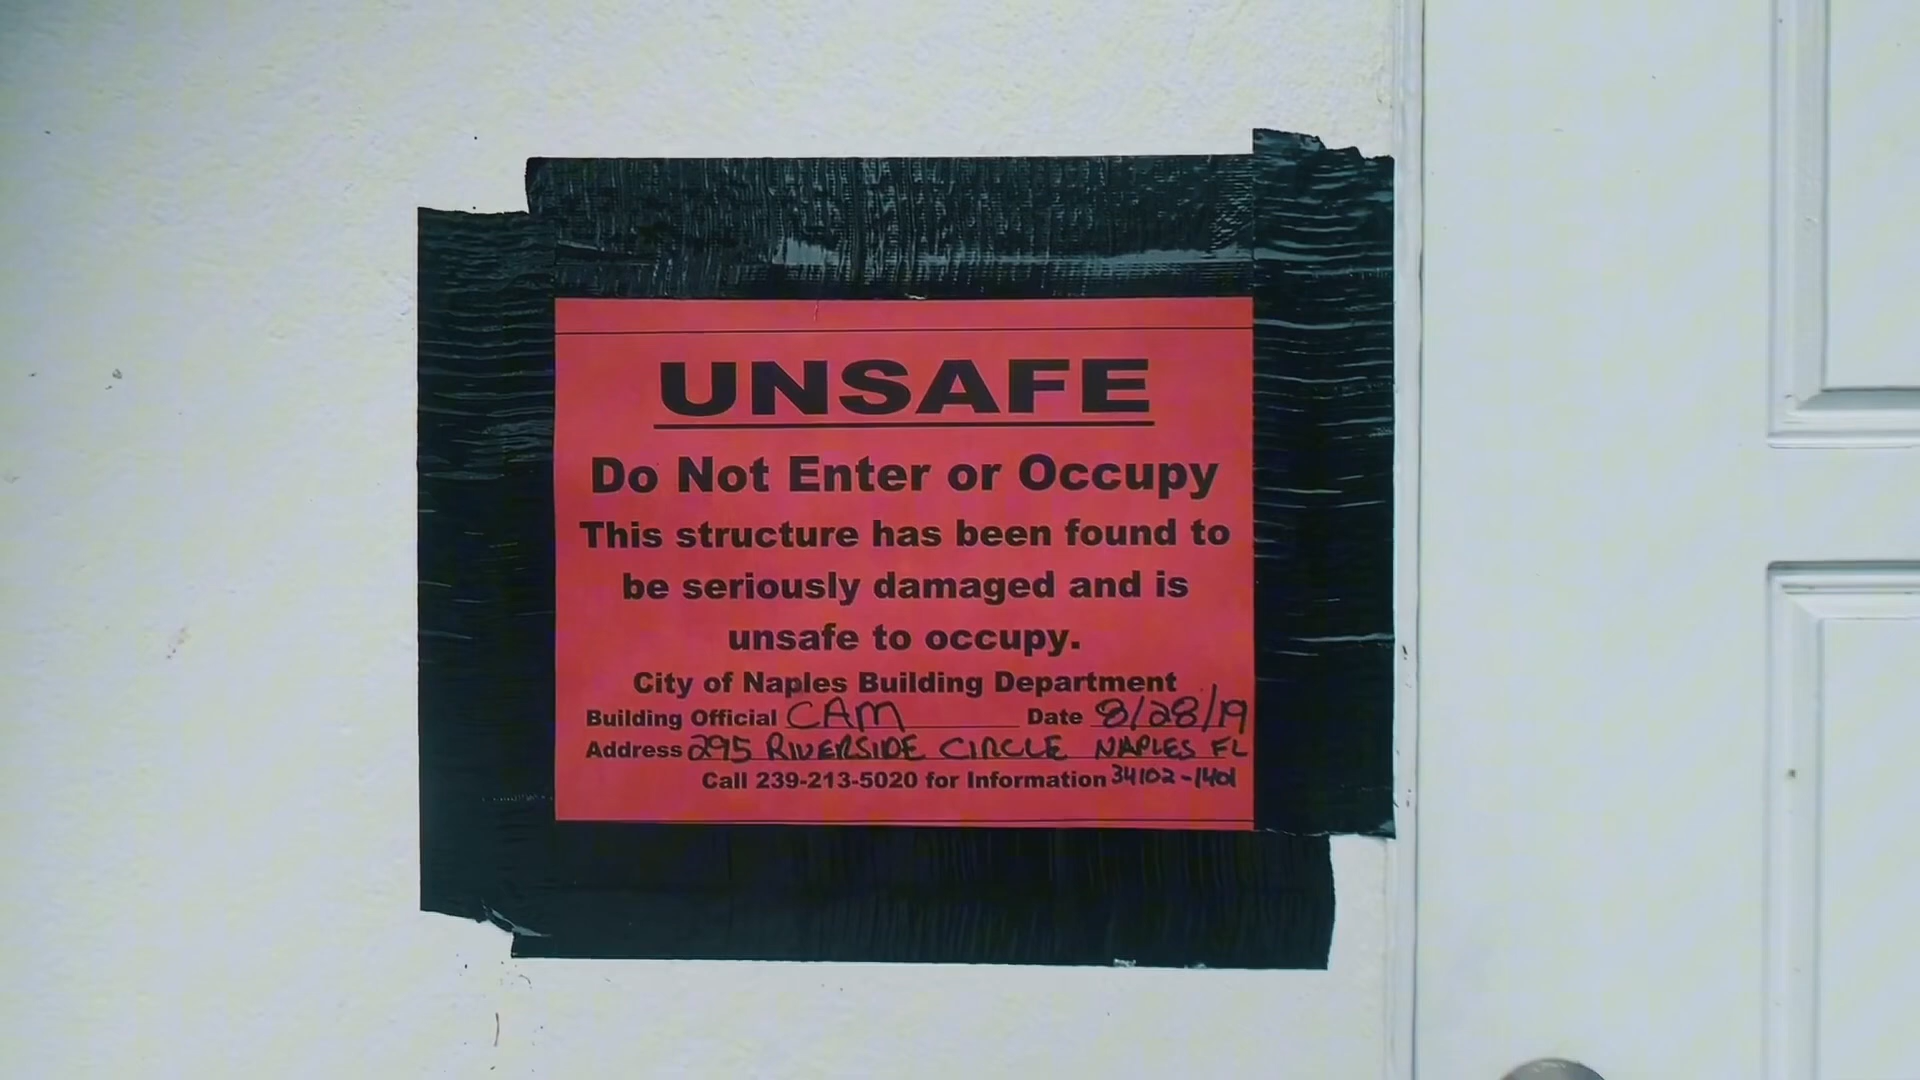 UNSAFE
Do Not Enter or Occupy
This structure has been found to
be seriously damaged and is
unsafe to occupy.
City of Naples Building Department
Building Official CAM Date 8/28/19
Address 295 RIVERSIDE CIRCLE NAPLES FL
Call 239-213-5020 for Information 34102-1401